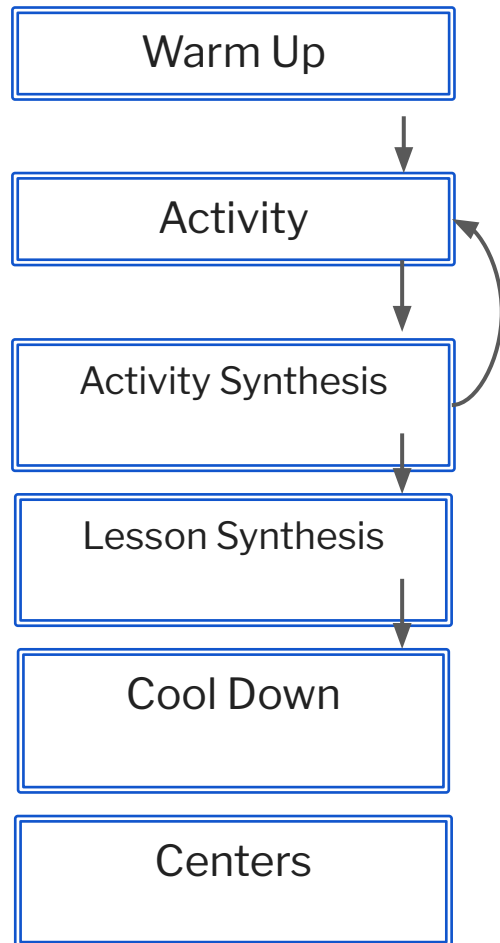 Warm Up
Activity
Activity Synthesis
Lesson Synthesis
Cool Down
Centers